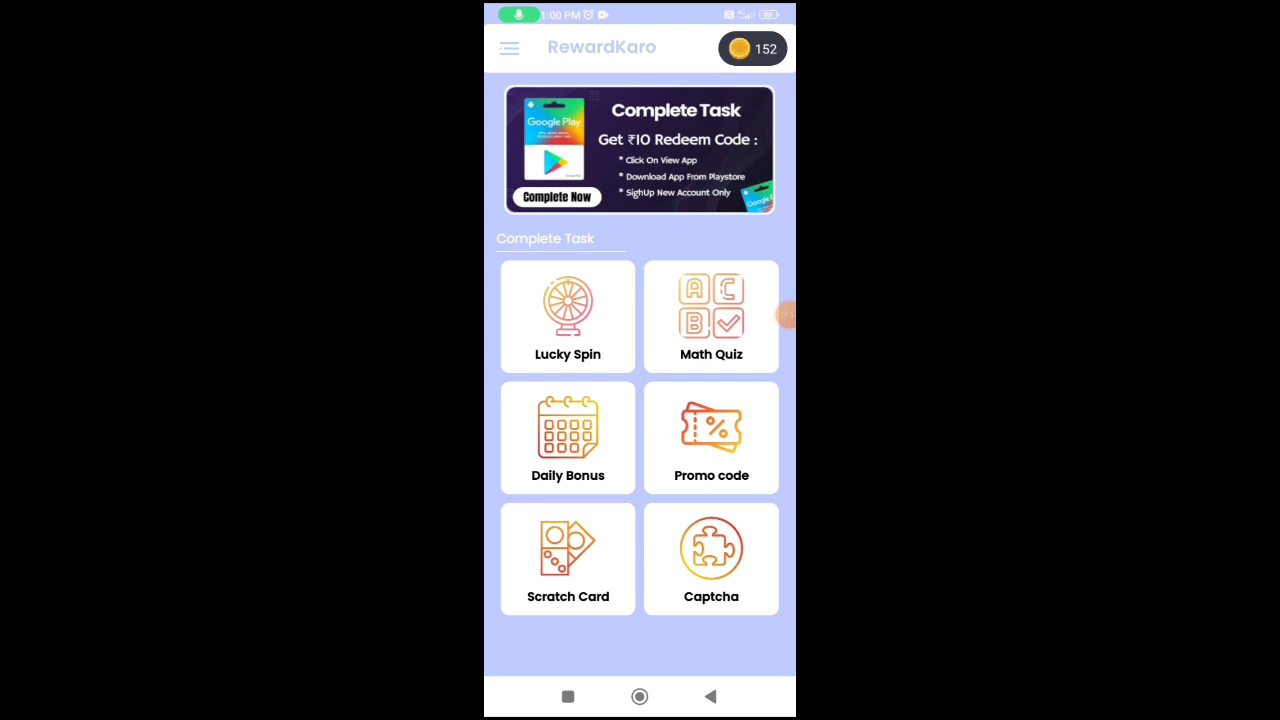 1:00 PM
RewardKaro
152
Complete Task
Google Play
Get ₹10 Redeem Code :
* Click On View App
* Download App From Playstore
* SighUp New Account Only
Complete Now
Complete Task
Lucky Spin
A C
B
Math Quiz
Daily Bonus
Promo code
Scratch Card
Captcha